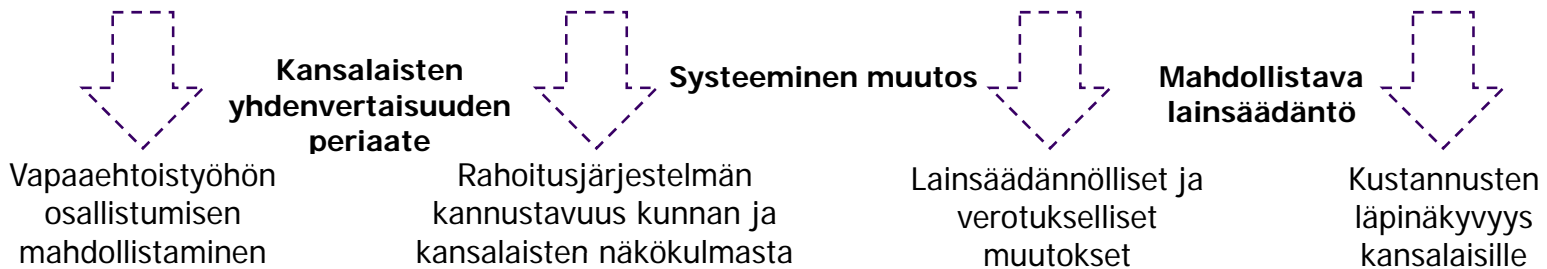 Kansalaisten
yhdenvertaisuuden
periaate
Systeeminen muutos
Mahdollistava
lainsäädäntö
Vapaaehtoistyöhön
osallistumisen
mahdollistaminen
Rahoitusjärjestelmän
kannustavuus kunnan ja
kansalaisten näkökulmasta
Lainsäädännölliset ja
verotukselliset
muutokset
Kustannusten
läpinäkyvyys
kansalaisille